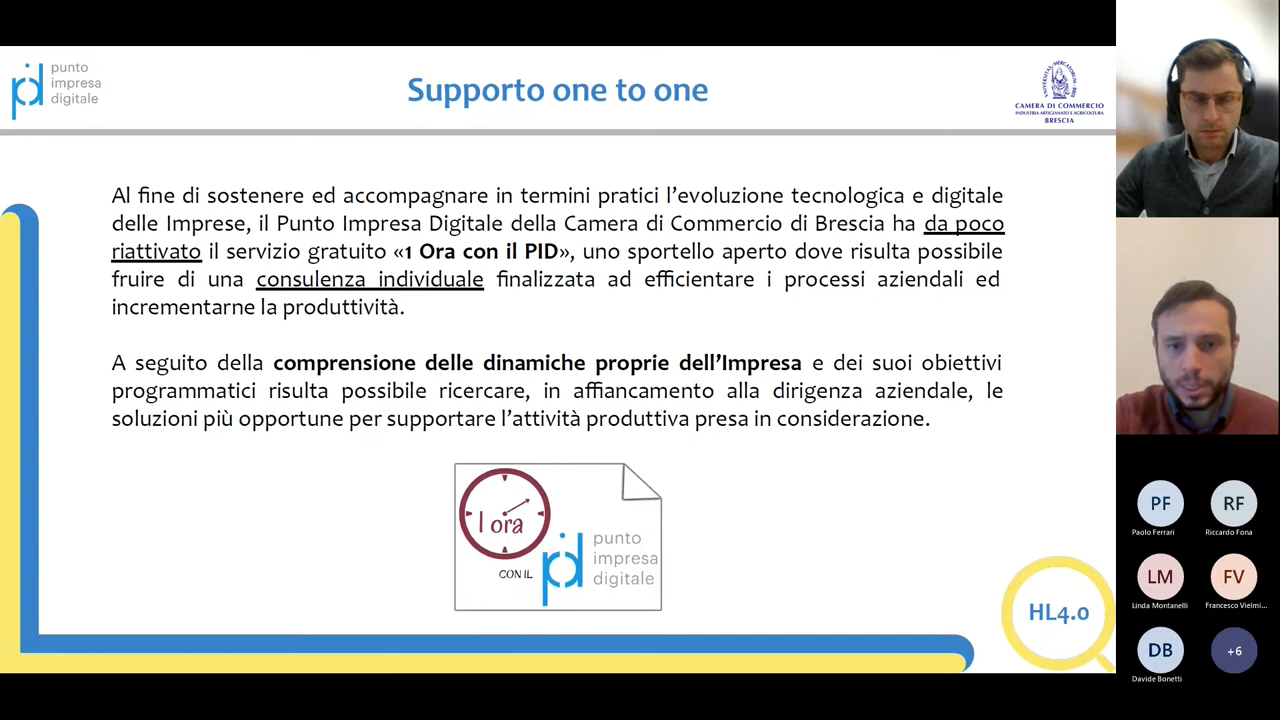 punto
impresa
digitale
Supporto one to one
CAMERA DI COMMERCIO
INDUSTRIA ARTIGIANATO E AGRICOLTURA
BRESCIA
Al fine di sostenere ed accompagnare in termini pratici l'evoluzione tecnologica e digitale
delle Imprese, il Punto Impresa Digitale della Camera di Commercio di Brescia ha da poco
riattivato il servizio gratuito «1 Ora con il PID», uno sportello aperto dove risulta possibile
fruire di una consulenza individuale finalizzata ad efficientare i processi aziendali ed
incrementarne la produttività.
A seguito della comprensione delle dinamiche proprie dell'Impresa e dei suoi obiettivi
programmatici risulta possibile ricercare, in affiancamento alla dirigenza aziendale, le
soluzioni più opportune per supportare l'attività produttiva presa in considerazione.
1 ora
CON IL
pid
punto
impresa
digitale
HL4.0
PF
RF
Paolo Ferrari
Riccardo Fona
LM
FV
Linda Montanelli
Francesco Vielmi...
DB
+6
Davide Bonetti